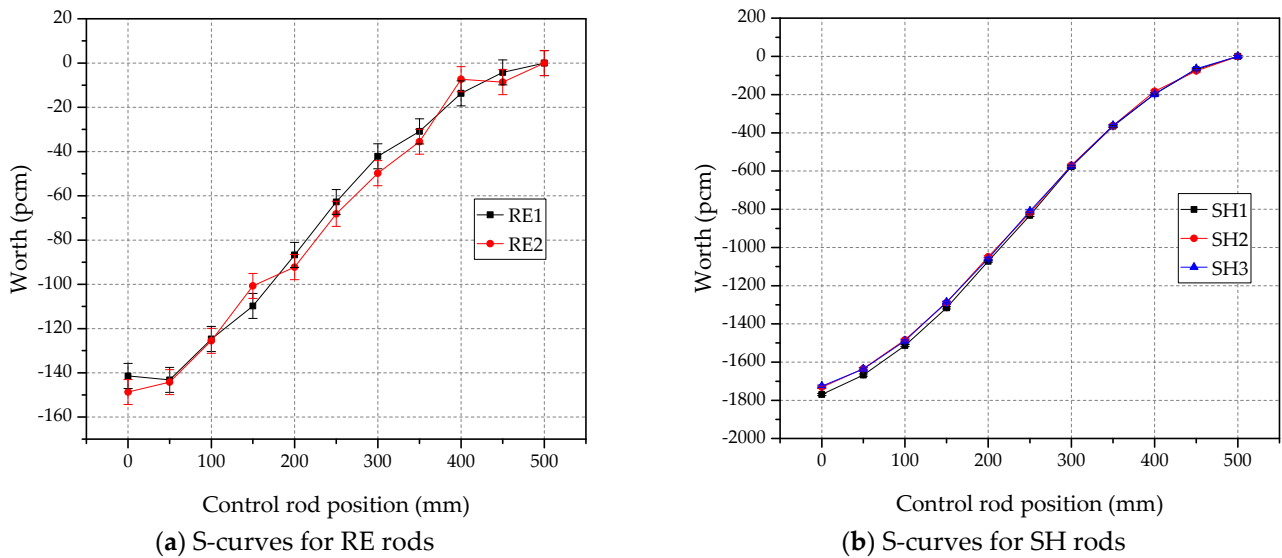 20
0
-20
-40
-60
-80
-100
-120
-140
-160
Worth (pcm)
RE1
RE2
0 100 200 300 400 500
Control rod position (mm)
(a) S-curves for RE rods
200
0
-200
-400
-600
-800
-1000
-1200
-1400
-1600
-1800
-2000
Worth (pcm)
SH1
SH2
SH3
0 100 200 300 400 500
Control rod position (mm)
(b) S-curves for SH rods